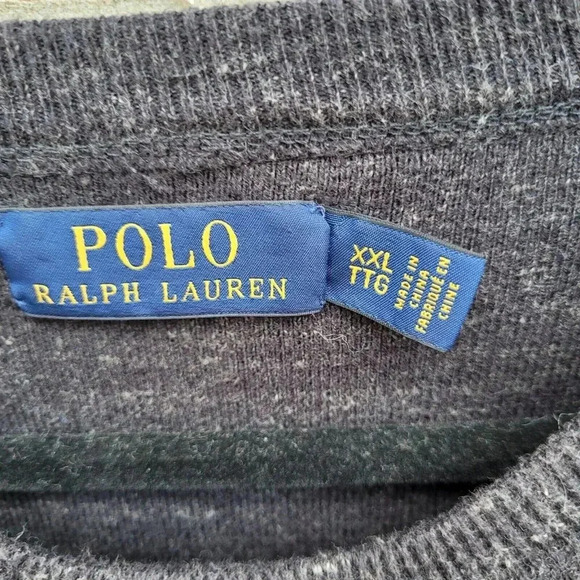 POLO
RALPH LAUREN
XXL
TTG
MADE IN
CHINA
FABRIQUÉ EN
CHINE